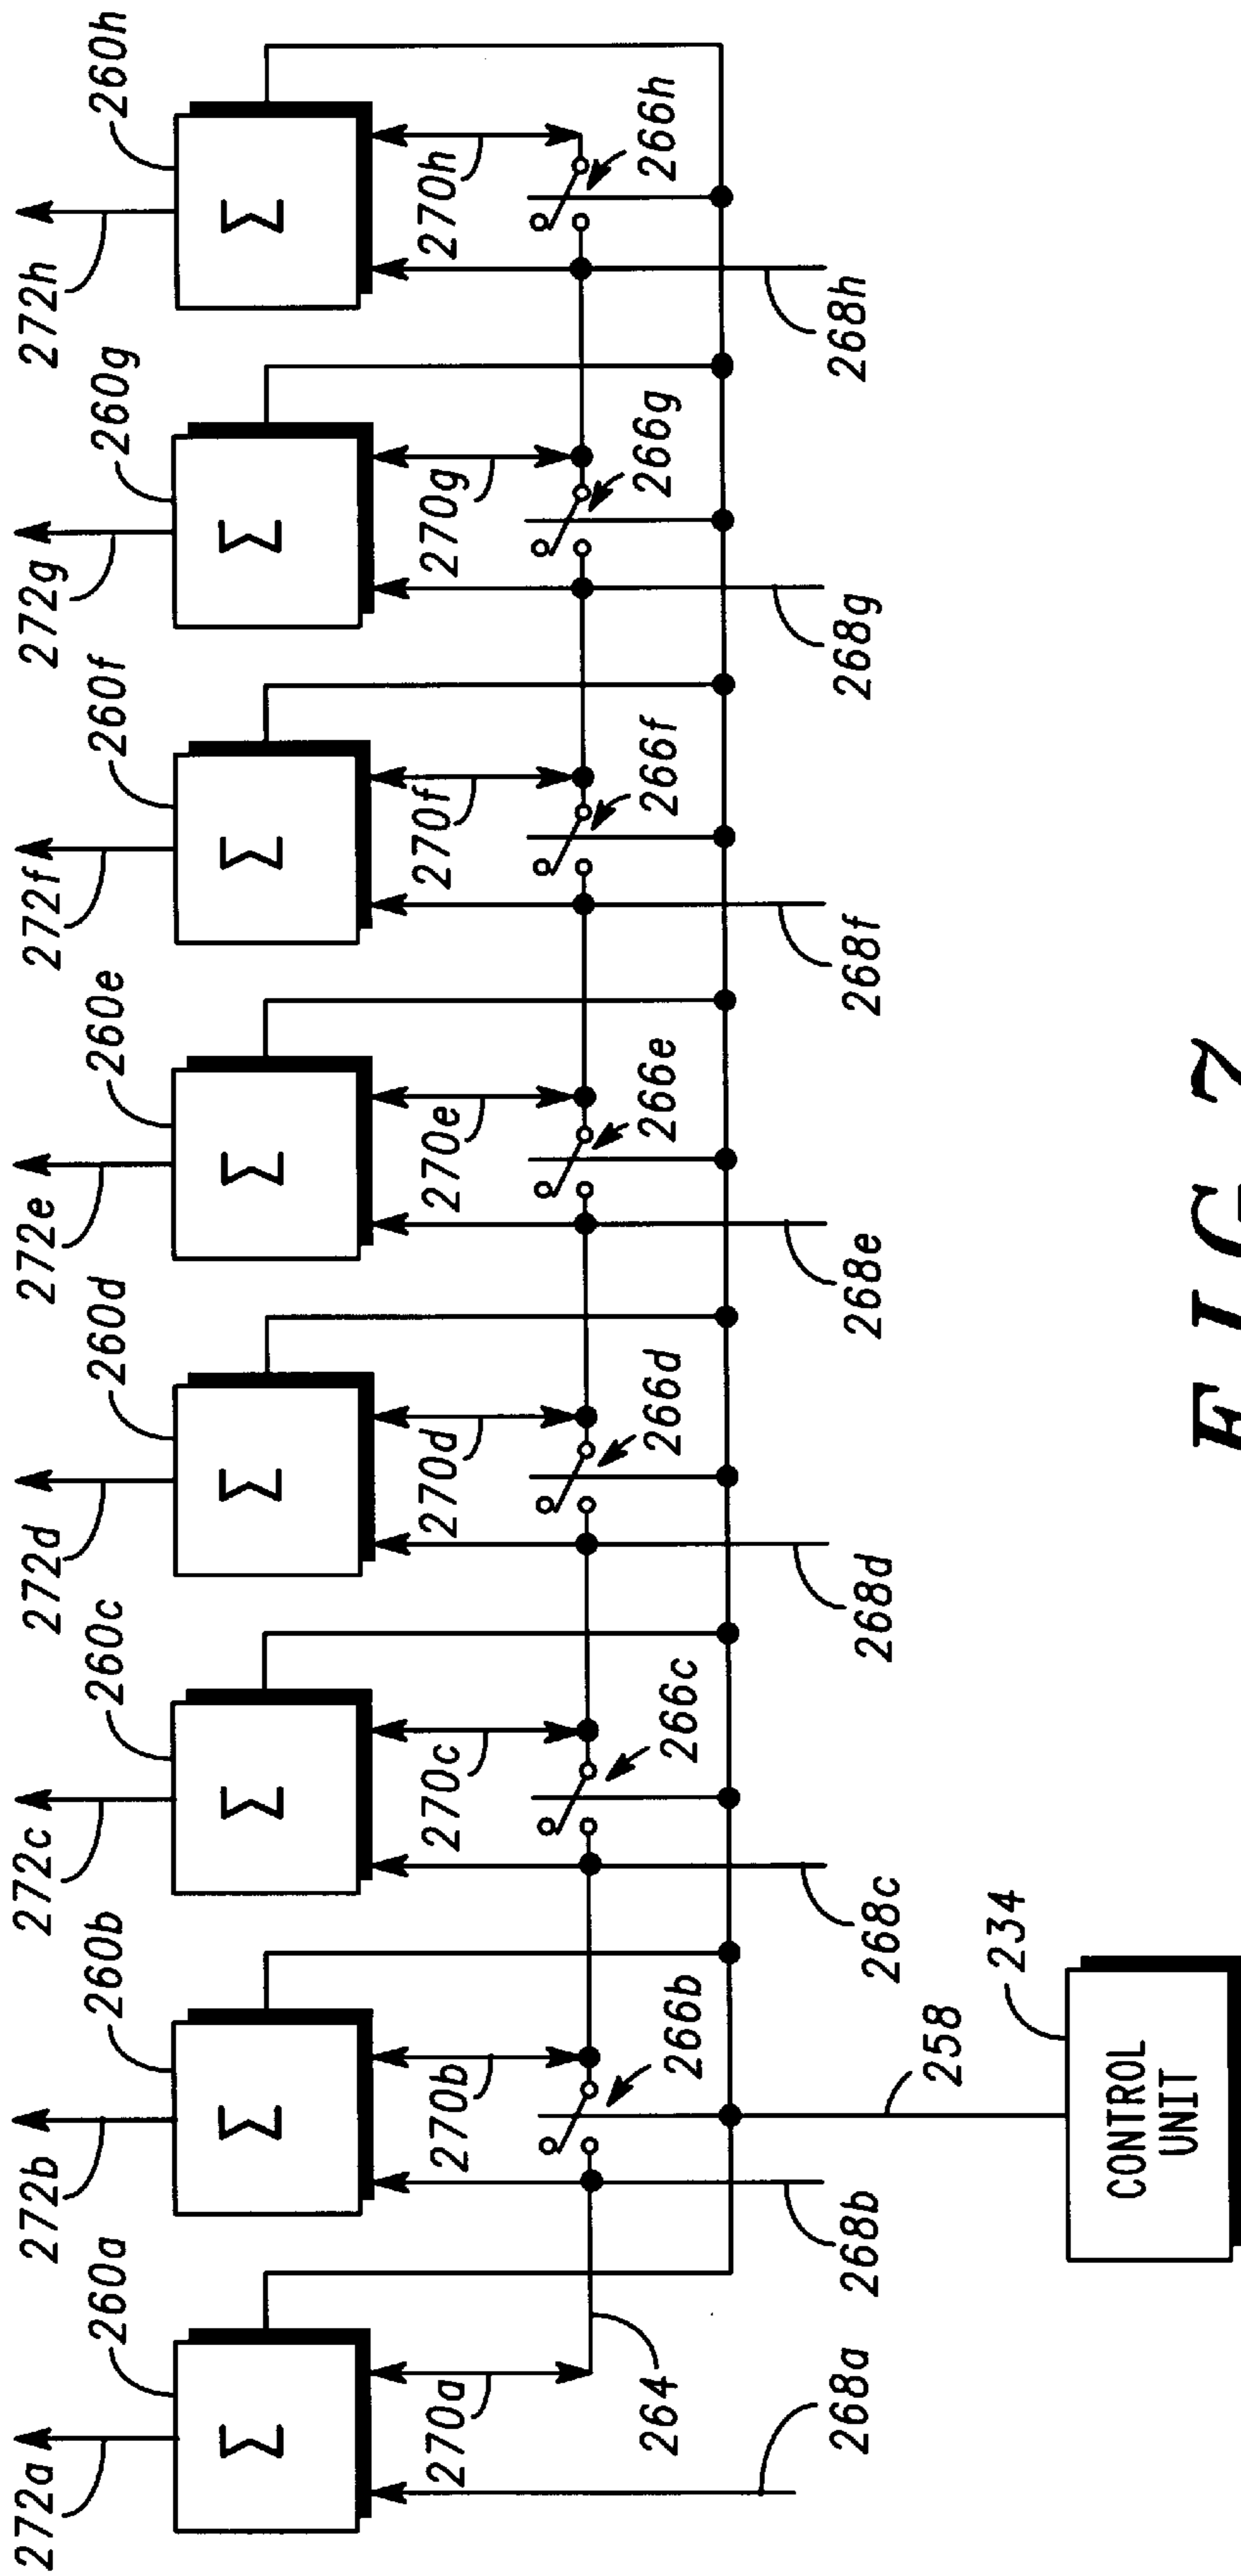 272a 260a 272b 260b 272c 260c 272d 260d 272e 260e 272f 260f 272g 260g 272h 260h
Σ Σ Σ Σ Σ Σ Σ Σ
270a 270b 270c 270d 270e 270f 270g 270h
264 266b 266c 266d 266e 266f 266g 266h
268a 268b 268c 268d 268e 268f 268g 268h
258
234
CONTROL
UNIT
FIG. 7